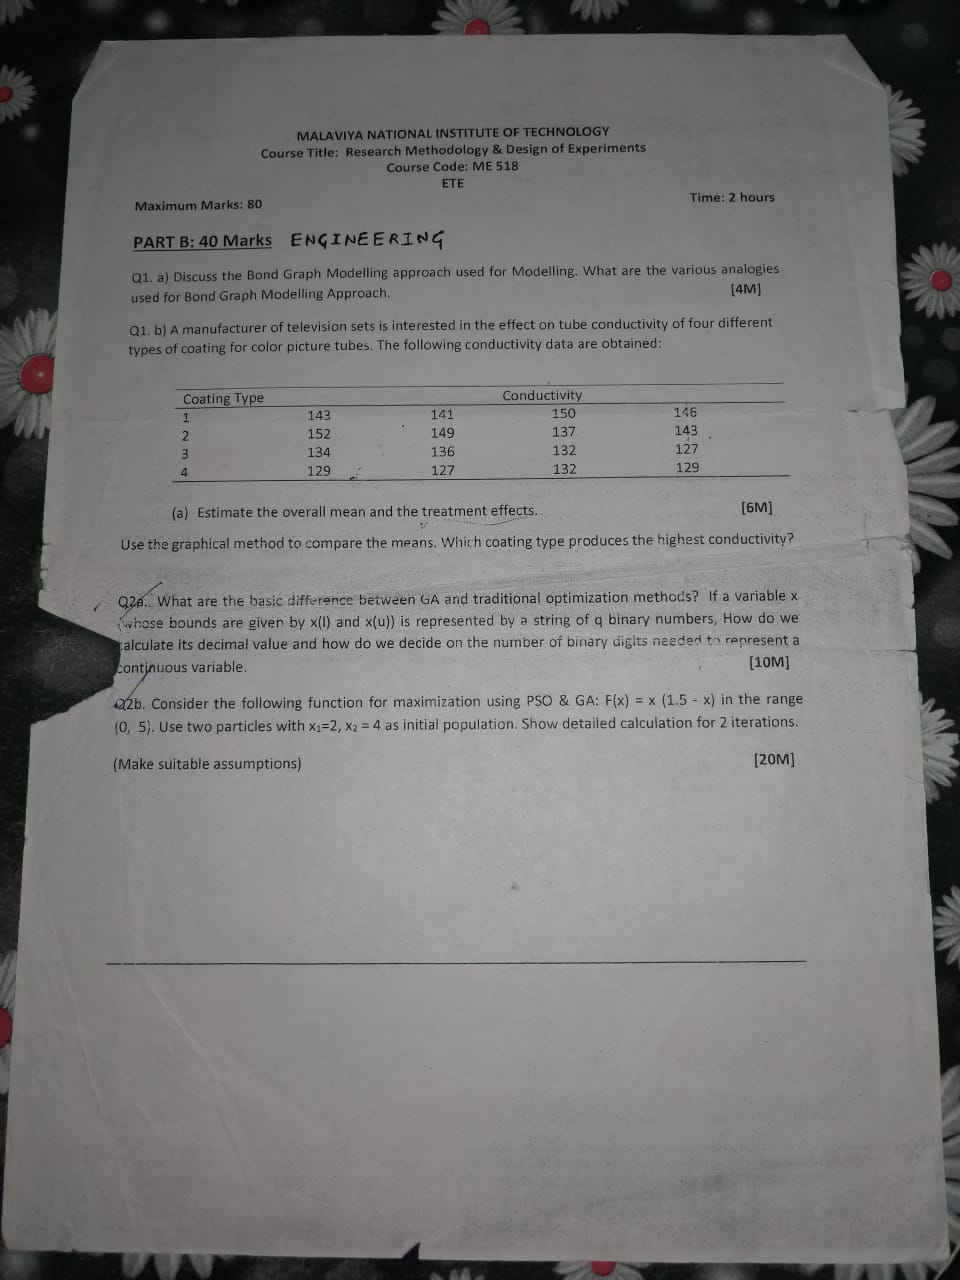 MALAVIYA NATIONAL INSTITUTE OF TECHNOLOGY
Course Title: Research Methodology & Design of Experiments
Course Code: ME 518
ETE
Maximum Marks: 80 Time: 2 hours
PART B: 40 Marks ENGINEERING
Q1. a) Discuss the Bond Graph Modelling approach used for Modelling. What are the various analogies
used for Bond Graph Modelling Approach. [4M]
Q1. b) A manufacturer of television sets is interested in the effect on tube conductivity of four different
types of coating for color picture tubes. The following conductivity data are obtained:
Coating Type Conductivity
1 143 141 150 146
2 152 149 137 143
3 134 136 132 127
4 129 127 132 129
(a) Estimate the overall mean and the treatment effects. [6M]
Use the graphical method to compare the means. Which coating type produces the highest conductivity?
Q2a. What are the basic difference between GA and traditional optimization methods? If a variable x
(whose bounds are given by x(l) and x(u)) is represented by a string of q binary numbers, How do we
calculate its decimal value and how do we decide on the number of binary digits needed to represent a
continuous variable. [10M]
Q2b. Consider the following function for maximization using PSO & GA: F(x) = x (1.5 - x) in the range
(0, 5). Use two particles with x₁=2, x₂ = 4 as initial population. Show detailed calculation for 2 iterations.
(Make suitable assumptions) [20M]